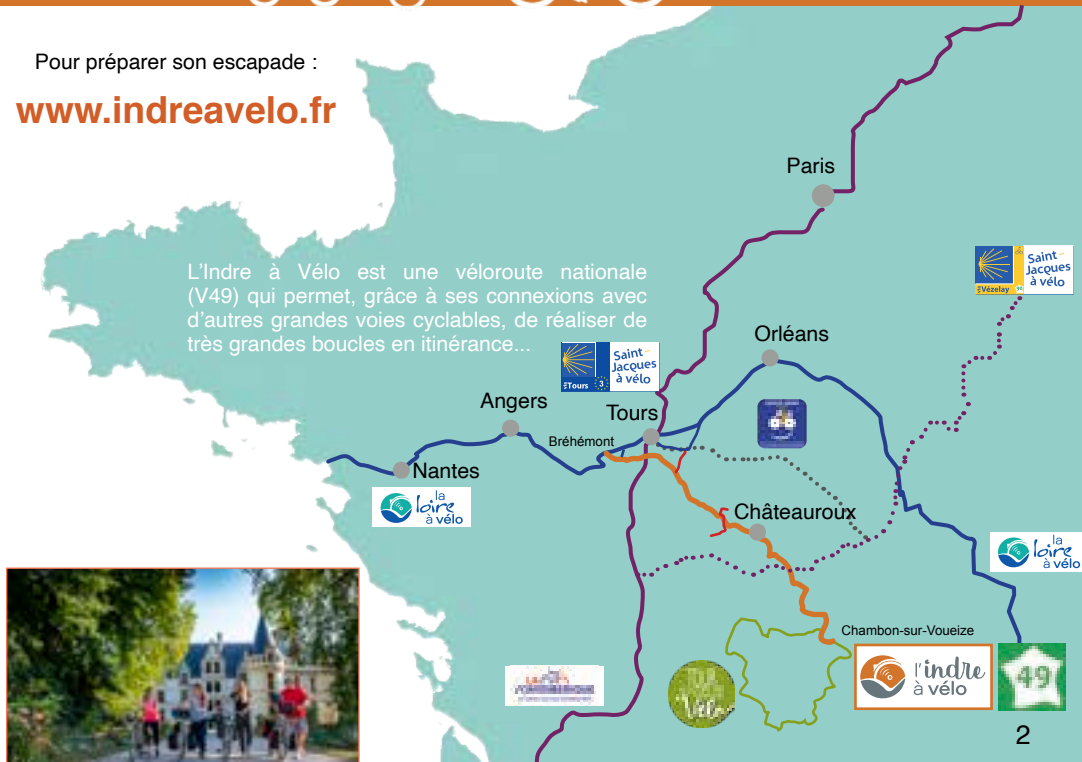 Pour préparer son escapade :
www.indreavelo.fr
Paris
L'Indre à Vélo est une véloroute nationale
(V49) qui permet, grâce à ses connexions avec
d'autres grandes voies cyclables, de réaliser de
très grandes boucles en itinérance...
Saint-
Jacques
à vélo
Vézelay
Orléans
Saint-
Jacques
à vélo
Tours 3
Angers
Tours
Bréhémont
Nantes
la
loire
à vélo
Châteauroux
la
loire
à vélo
Chambon-sur-Voueize
l'indre
à vélo
49
Vélo
2